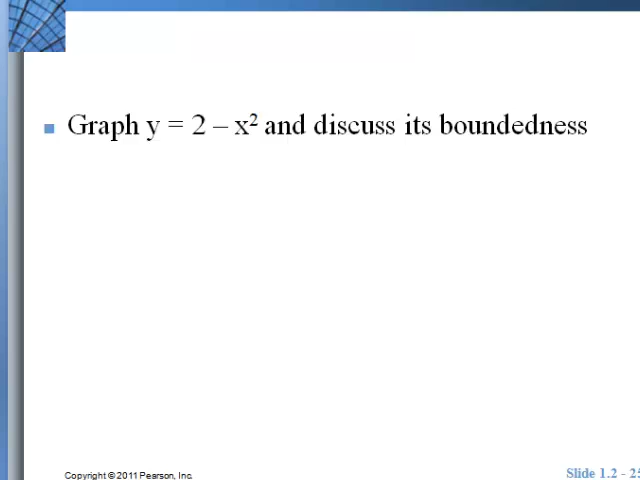 Graph y = 2 – x² and discuss its boundedness
Copyright © 2011 Pearson, Inc.
Slide 1.2 - 25